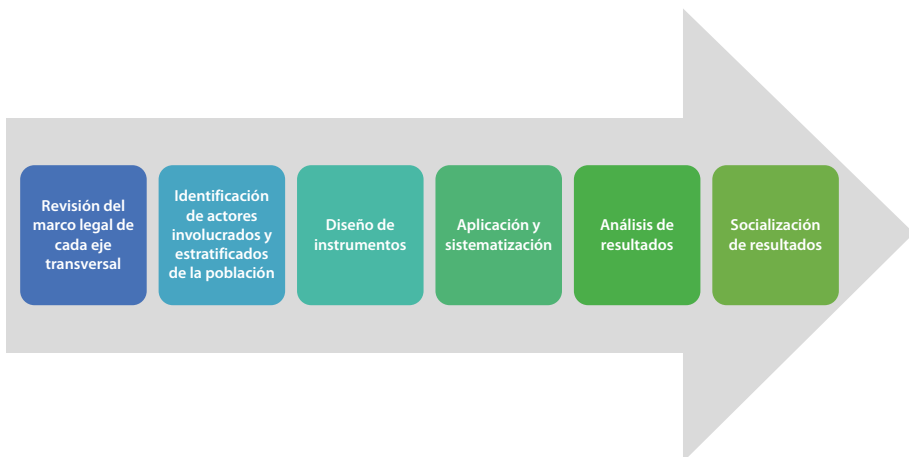 Revisión del
marco legal de
cada eje
transversal
Identificación
de actores
involucrados y
estratificados
de la población
Diseño de
instrumentos
Aplicación y
sistematización
Análisis de
resultados
Socialización
de resultados